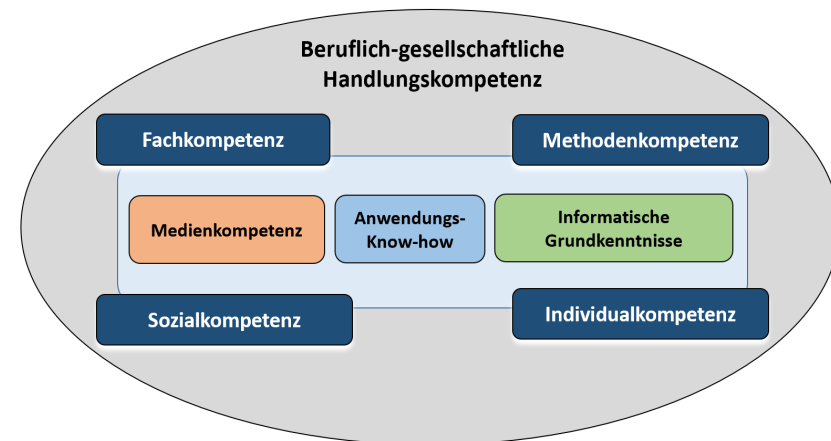 Beruflich-gesellschaftliche
Handlungskompetenz
Fachkompetenz
Methodenkompetenz
Medienkompetenz
Anwendungs-
Know-how
Informatische
Grundkenntnisse
Sozialkompetenz
Individualkompetenz